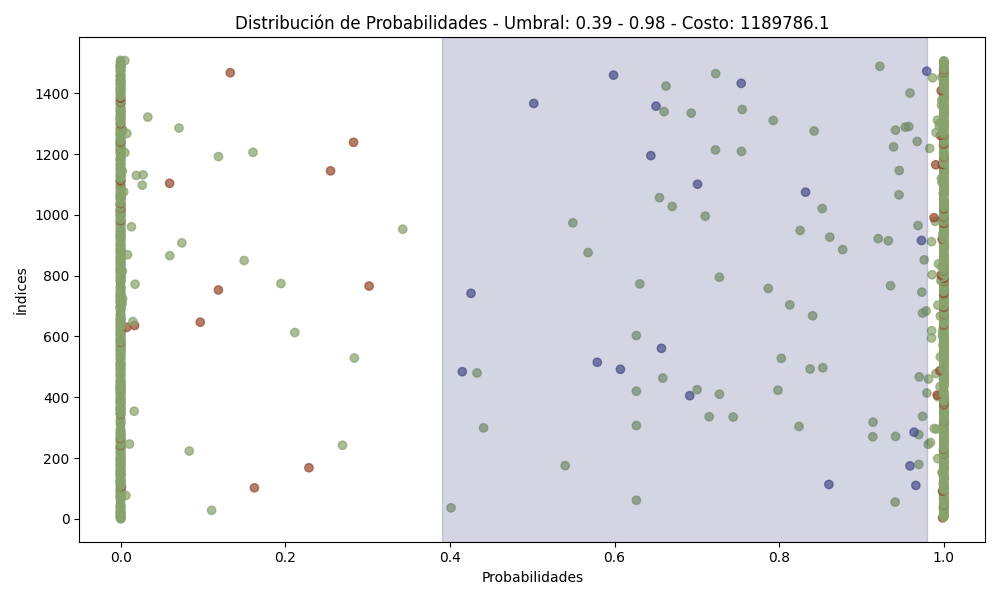 Distribución de Probabilidades - Umbral: 0.39 - 0.98 - Costo: 1189786.1
Índices
1400
1200
1000
800
600
400
200
0
0.0 0.2 0.4 0.6 0.8 1.0
Probabilidades